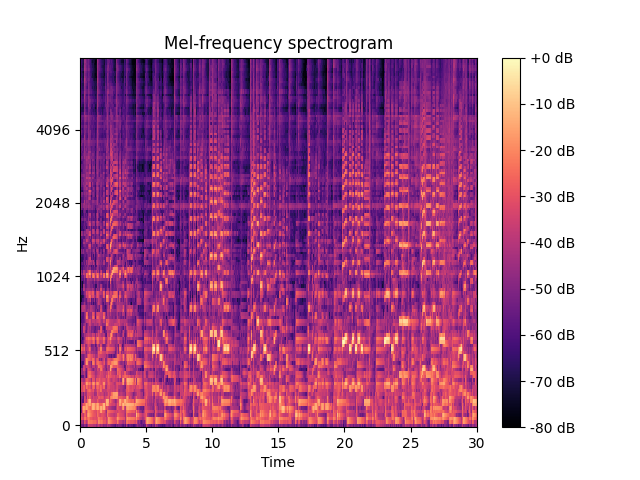 Mel-frequency spectrogram
Hz
4096
2048
1024
512
0
0 5 10 15 20 25 30
Time
+0 dB
-10 dB
-20 dB
-30 dB
-40 dB
-50 dB
-60 dB
-70 dB
-80 dB